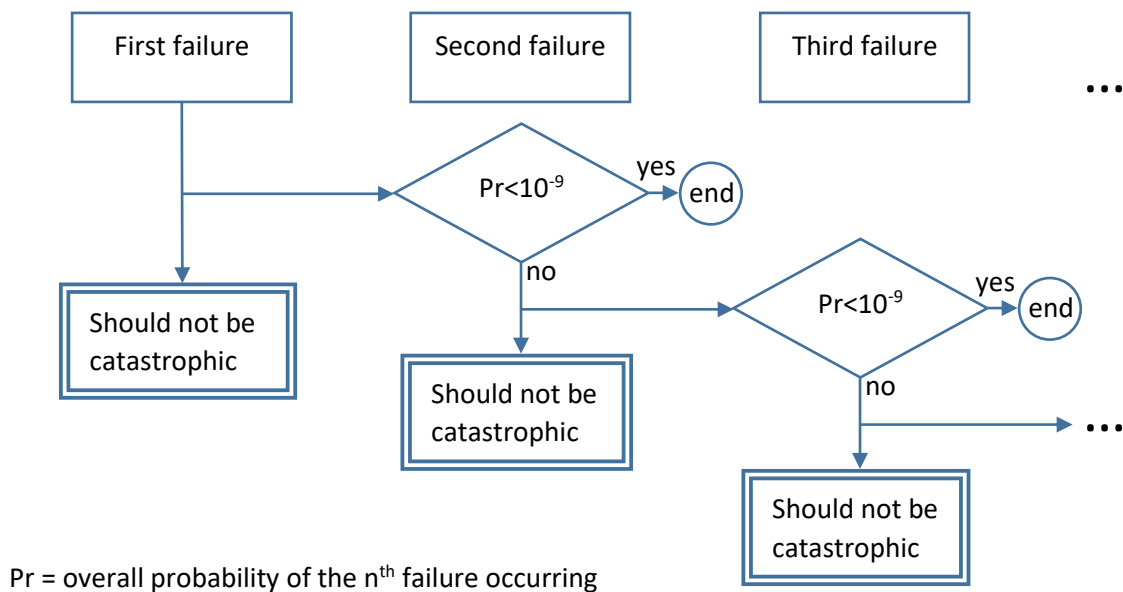 First failure
Second failure
Third failure
...
Pr<10⁻⁹
yes
end
no
Pr<10⁻⁹
yes
end
no
Should not be
catastrophic
Should not be
catastrophic
...
Should not be
catastrophic
Pr = overall probability of the nᵗʰ failure occurring